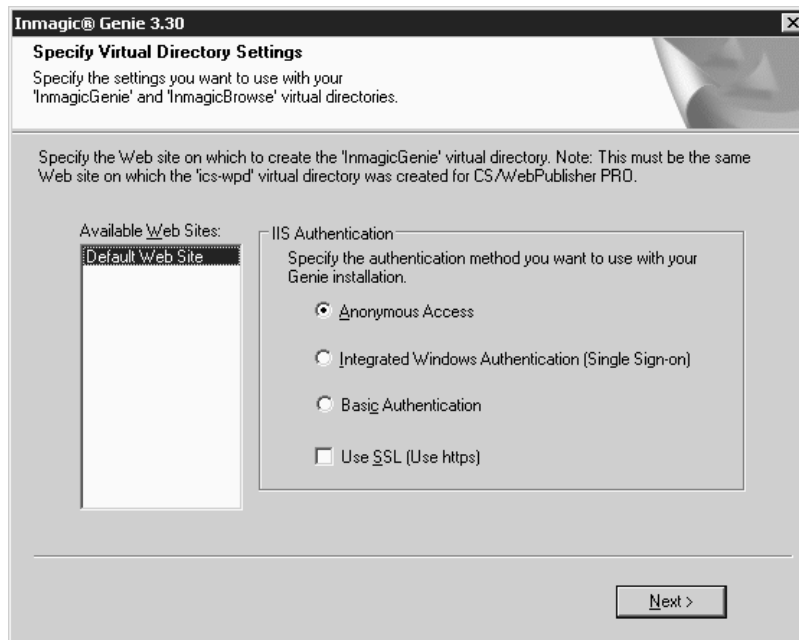 Inmagic® Genie 3.30
Specify Virtual Directory Settings
Specify the settings you want to use with your
'InmagicGenie' and 'InmagicBrowse' virtual directories.
Specify the Web site on which to create the 'InmagicGenie' virtual directory. Note: This must be the same
Web site on which the 'ics-wpd' virtual directory was created for CS/WebPublisher PRO.
Available Web Sites:
Default Web Site
IIS Authentication
Specify the authentication method you want to use with your
Genie installation.
Anonymous Access
Integrated Windows Authentication (Single Sign-on)
Basic Authentication
Use SSL (Use https)
Next >